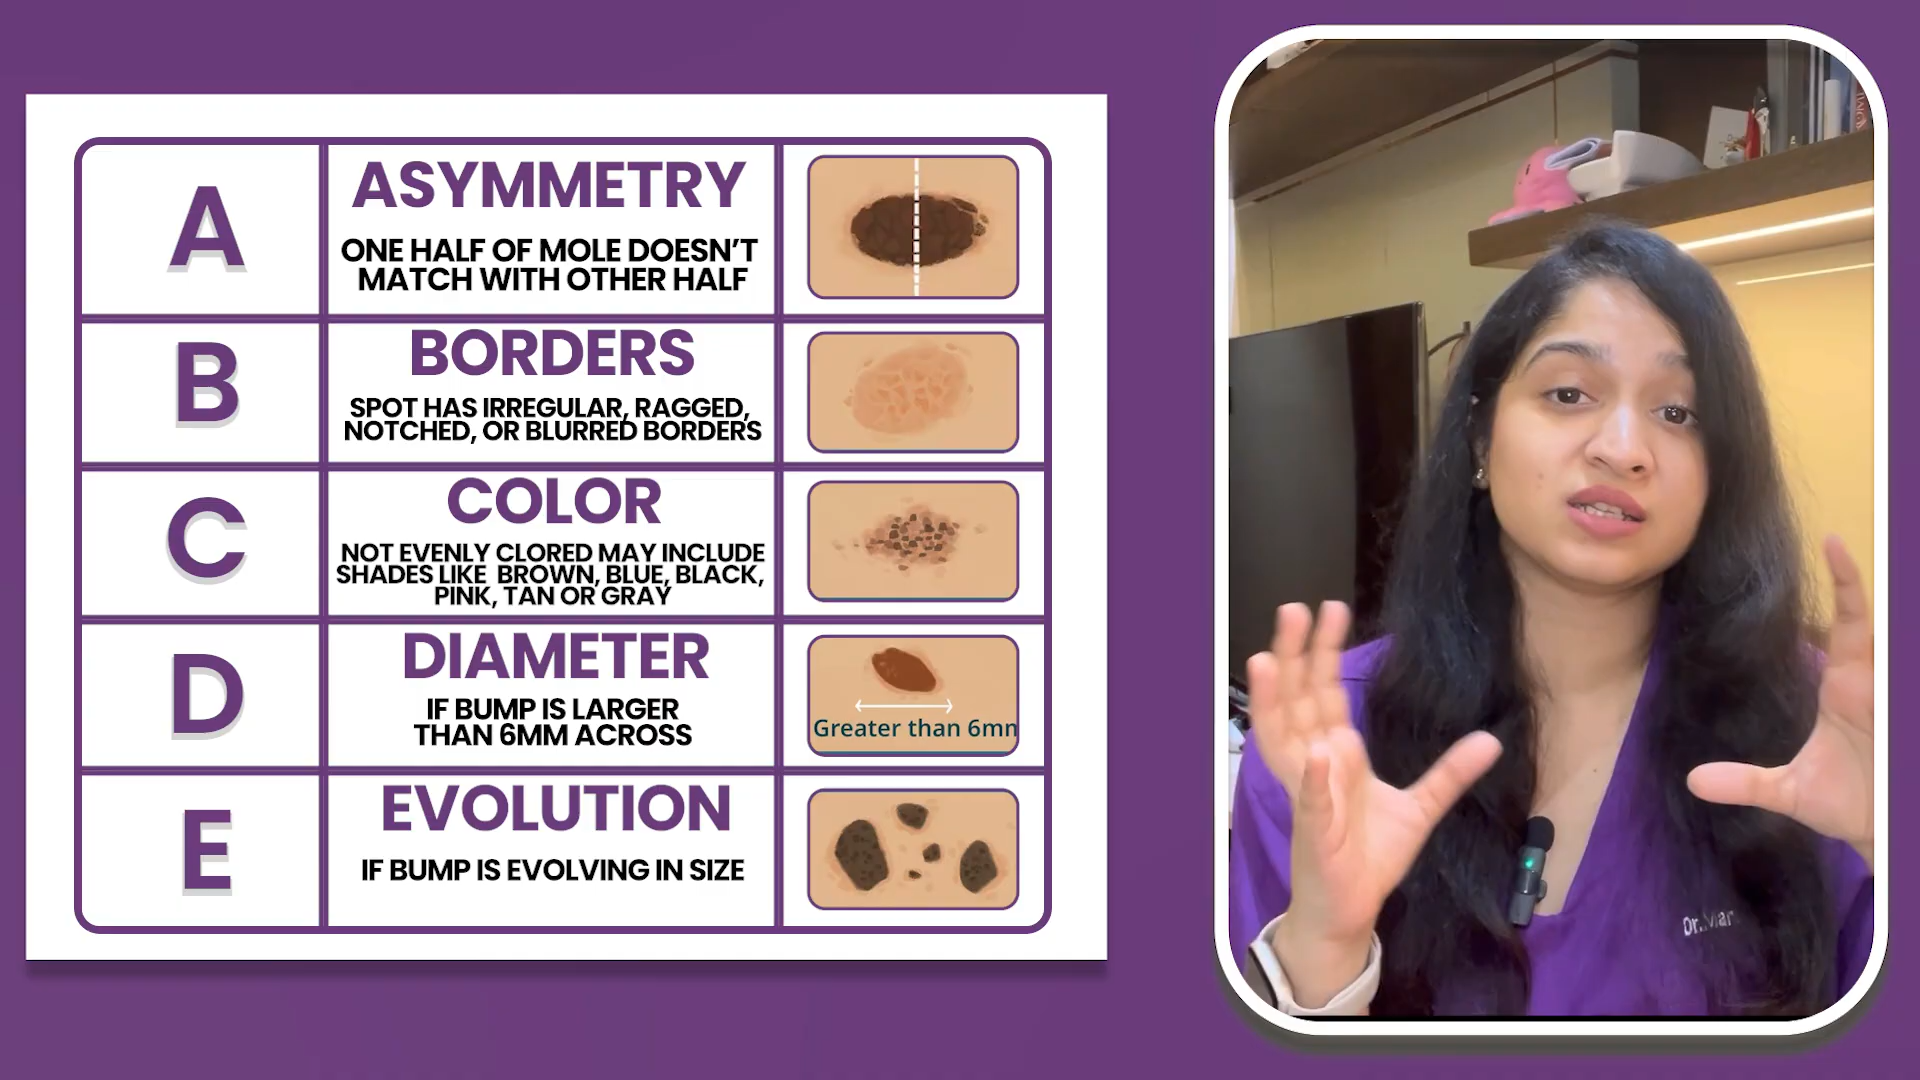 A
ASYMMETRY
ONE HALF OF MOLE DOESN'T
MATCH WITH OTHER HALF
B
BORDERS
SPOT HAS IRREGULAR, RAGGED,
NOTCHED, OR BLURRED BORDERS
C
COLOR
NOT EVENLY CLORED MAY INCLUDE
SHADES LIKE BROWN, BLUE, BLACK,
PINK, TAN OR GRAY
D
DIAMETER
IF BUMP IS LARGER
THAN 6MM ACROSS
Greater than 6mm
E
EVOLUTION
IF BUMP IS EVOLVING IN SIZE
Dr.